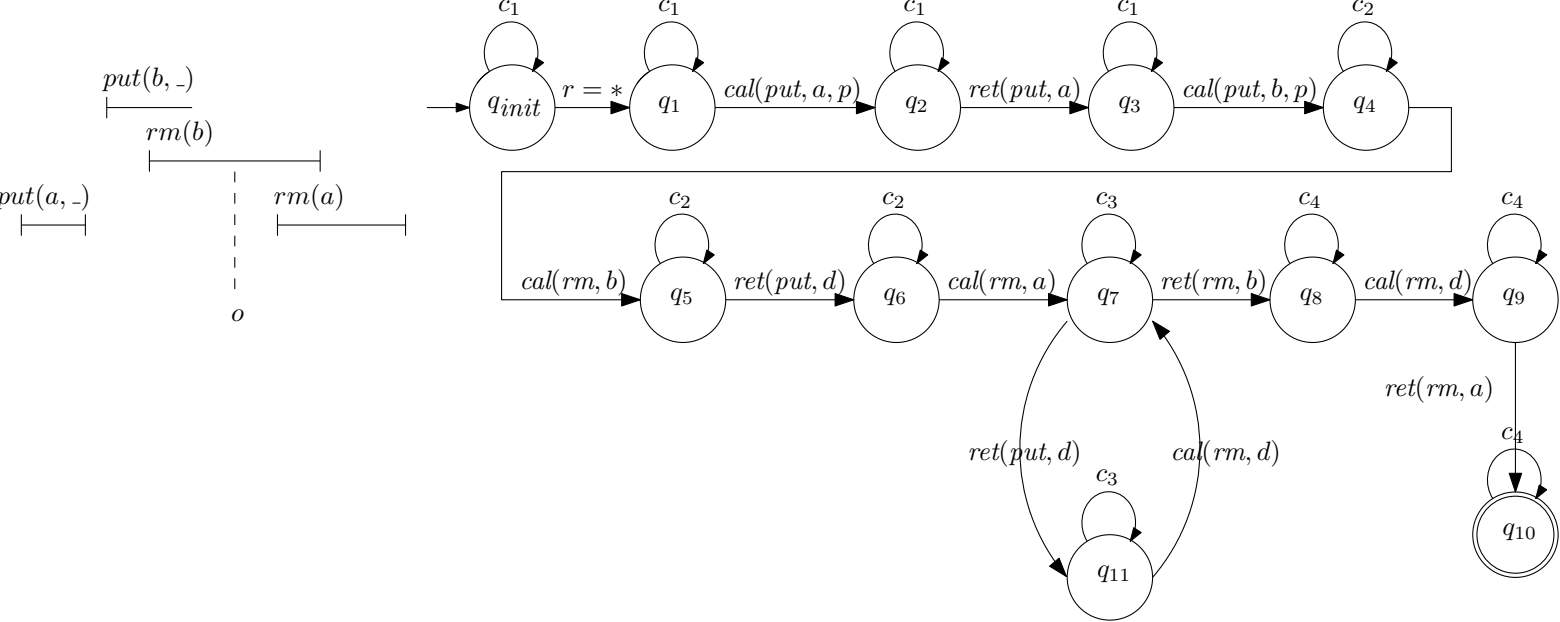 put(b, _)
rm(b)
put(a, _)
rm(a)
o
c₁ c₁ c₁ c₁ c₂
q_init r = * q₁ cal(put, a, p) q₂ ret(put, a) q₃ cal(put, b, p) q₄
c₂ c₂ c₃ c₄ c₄
cal(rm, b) q₅ ret(put, d) q₆ cal(rm, a) q₇ ret(rm, b) q₈ cal(rm, d) q₉
ret(rm, a)
ret(put, d) cal(rm, d) c₄
c₃
q₁₀
q₁₁